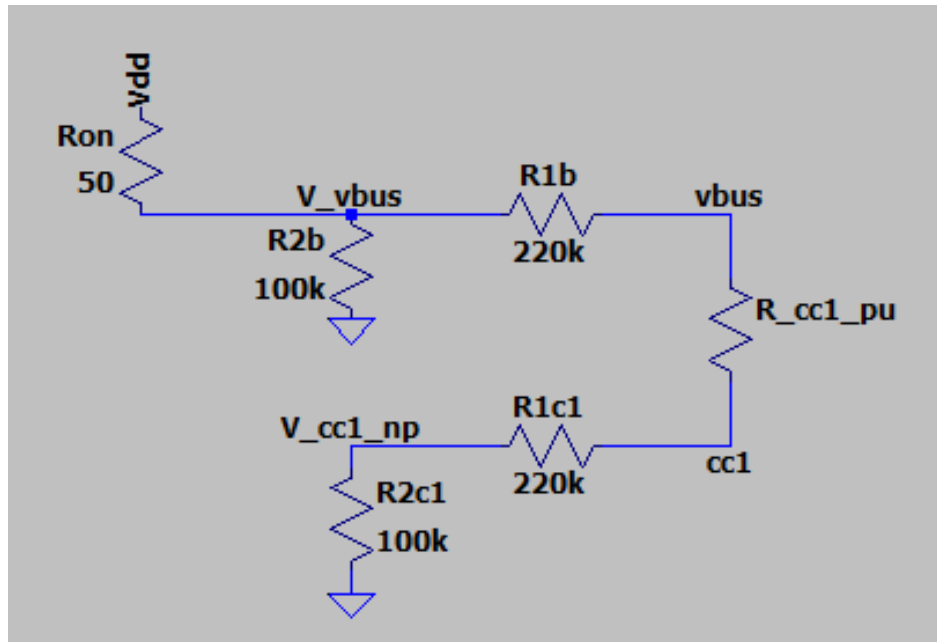 vdd
Ron
50
V_vbus
R1b
vbus
R2b
220k
100k
R_cc1_pu
R1c1
V_cc1_np
220k
cc1
R2c1
100k